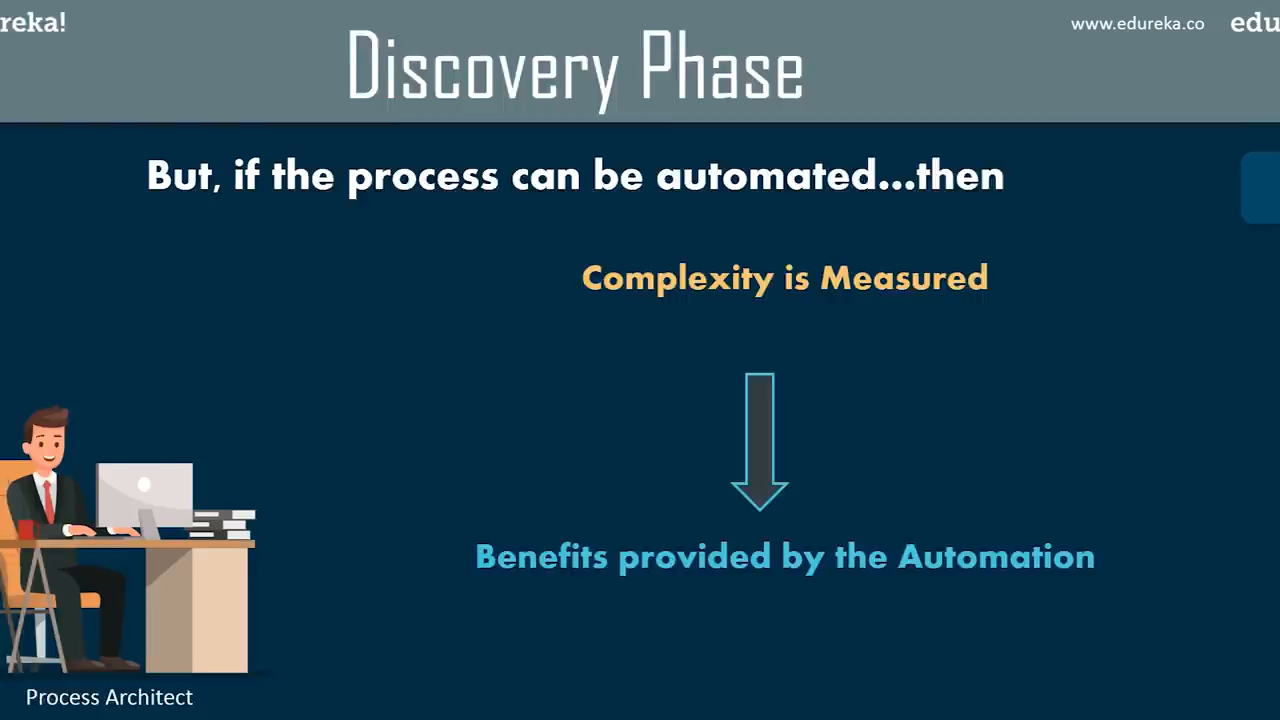 reka!
www.edureka.co
edu
Discovery Phase
But, if the process can be automated...then
Complexity is Measured
Benefits provided by the Automation
Process Architect